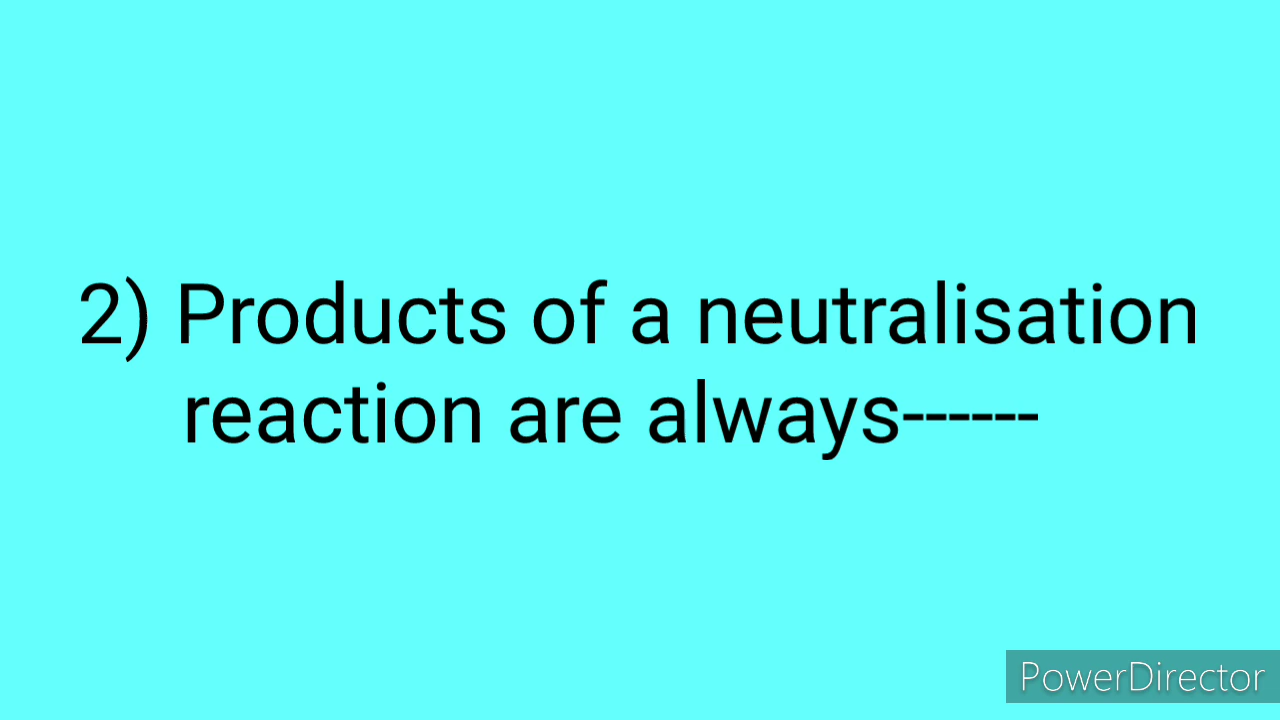 2) Products of a neutralisation
reaction are always------
PowerDirector